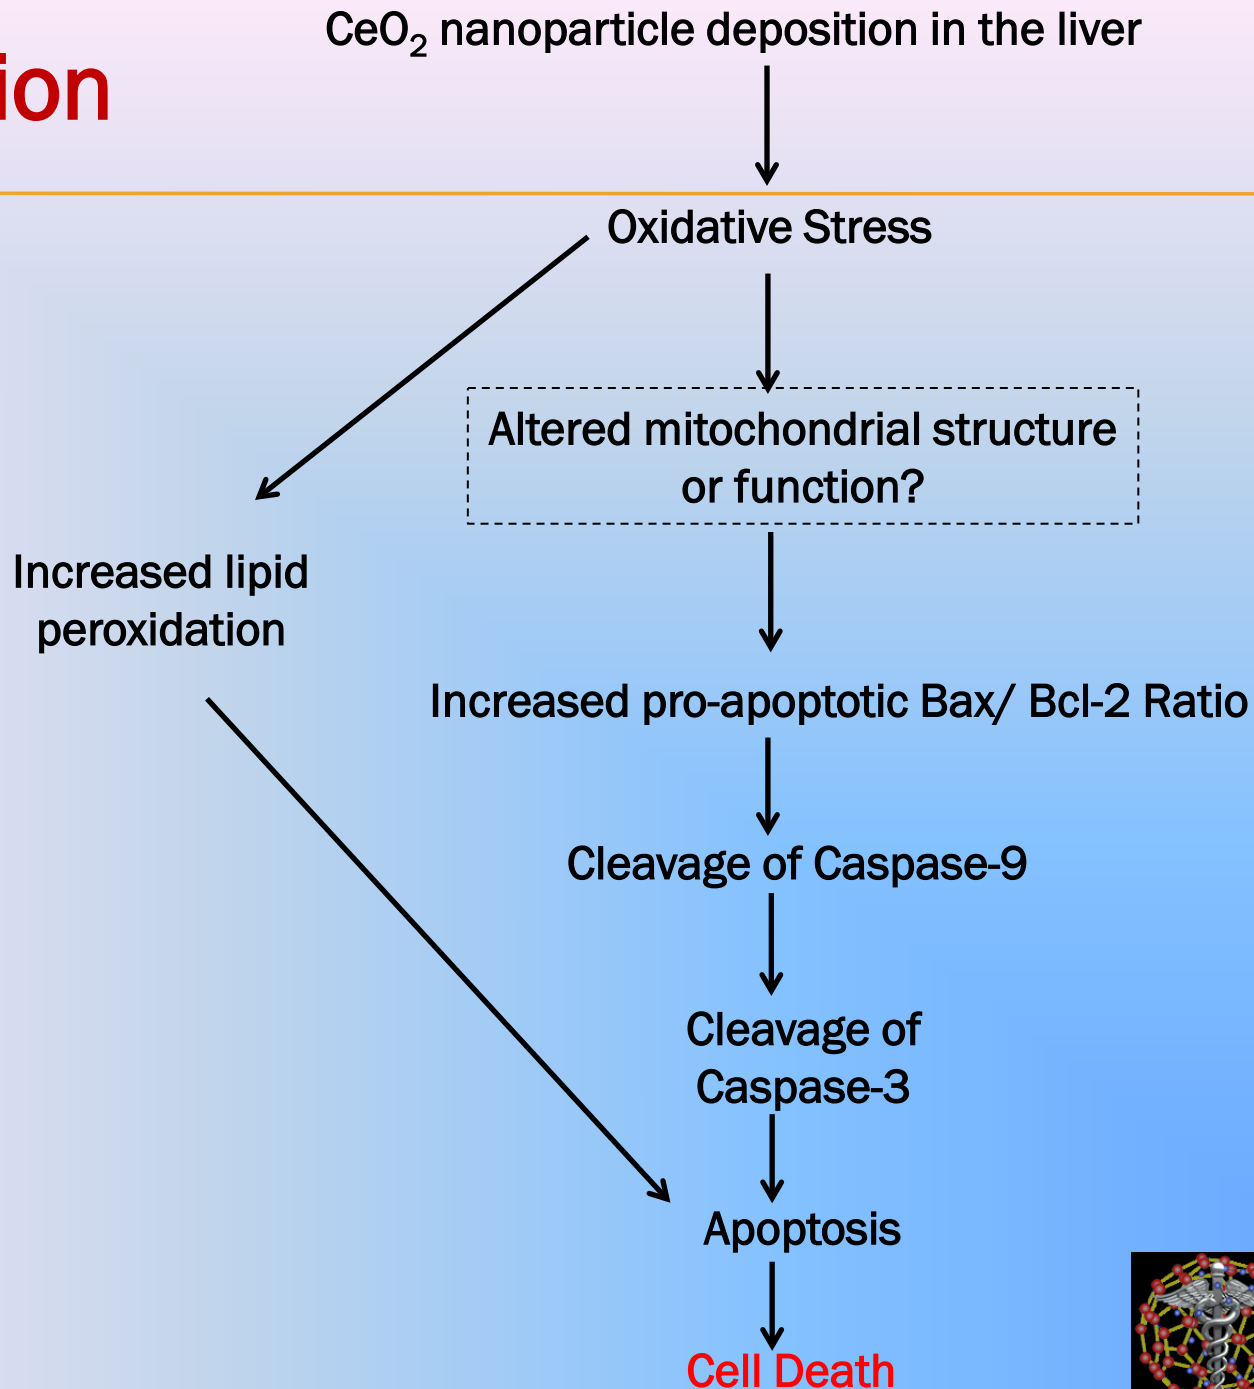 CeO₂ nanoparticle deposition in the liver
ion
Oxidative Stress
Altered mitochondrial structure
or function?
Increased lipid
peroxidation
Increased pro-apoptotic Bax/ Bcl-2 Ratio
Cleavage of Caspase-9
Cleavage of
Caspase-3
Apoptosis
Cell Death